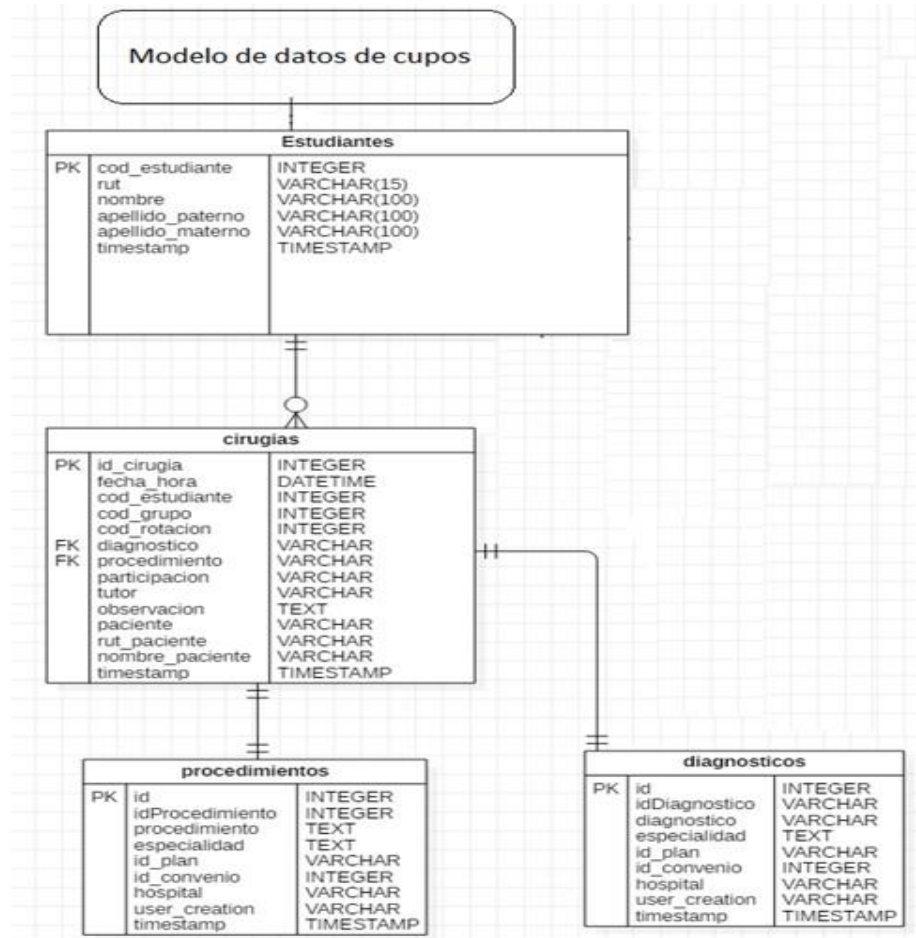 Modelo de datos de cupos
Estudiantes
PK cod_estudiante INTEGER
rut VARCHAR(15)
nombre VARCHAR(100)
apellido_paterno VARCHAR(100)
apellido_materno VARCHAR(100)
timestamp TIMESTAMP
cirugias
PK id_cirugia INTEGER
fecha_hora DATETIME
cod_estudiante INTEGER
cod_grupo INTEGER
cod_rotacion INTEGER
FK diagnostico VARCHAR
FK procedimiento VARCHAR
participacion VARCHAR
tutor VARCHAR
observacion TEXT
paciente VARCHAR
rut_paciente VARCHAR
nombre_paciente VARCHAR
timestamp TIMESTAMP
procedimientos
PK id INTEGER
idProcedimiento INTEGER
procedimiento TEXT
especialidad TEXT
id_plan VARCHAR
id_convenio INTEGER
hospital VARCHAR
user_creation VARCHAR
timestamp TIMESTAMP
diagnosticos
PK id INTEGER
idDiagnostico VARCHAR
diagnostico VARCHAR
especialidad TEXT
id_plan VARCHAR
id_convenio INTEGER
hospital VARCHAR
user_creation VARCHAR
timestamp TIMESTAMP